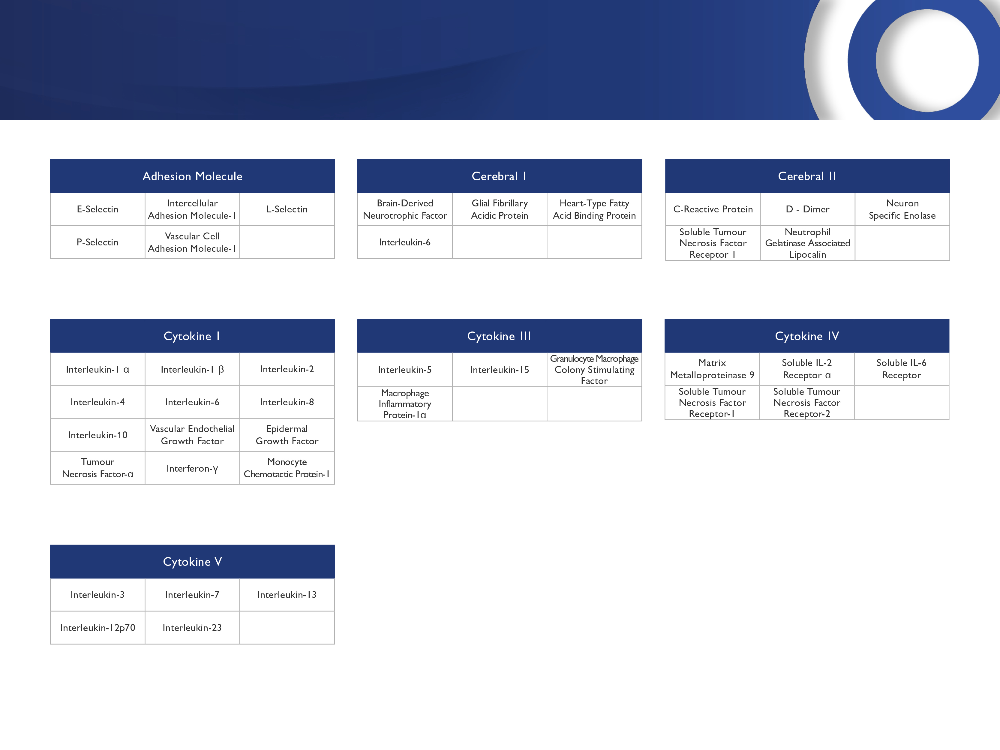 Adhesion Molecule
E-Selectin
Intercellular
Adhesion Molecule-1
L-Selectin
P-Selectin
Vascular Cell
Adhesion Molecule-1
Cerebral I
Brain-Derived
Neurotrophic Factor
Glial Fibrillary
Acidic Protein
Heart-Type Fatty
Acid Binding Protein
Interleukin-6
Cerebral II
C-Reactive Protein
D - Dimer
Neuron
Specific Enolase
Soluble Tumour
Necrosis Factor
Receptor 1
Neutrophil
Gelatinase Associated
Lipocalin
Cytokine I
Interleukin-1 α
Interleukin-1 β
Interleukin-2
Interleukin-4
Interleukin-6
Interleukin-8
Interleukin-10
Vascular Endothelial
Growth Factor
Epidermal
Growth Factor
Tumour
Necrosis Factor-α
Interferon-γ
Monocyte
Chemotactic Protein-1
Cytokine III
Interleukin-5
Interleukin-15
Granulocyte Macrophage
Colony Stimulating
Factor
Macrophage
Inflammatory
Protein-1α
Cytokine IV
Matrix
Metalloproteinase 9
Soluble IL-2
Receptor α
Soluble IL-6
Receptor
Soluble Tumour
Necrosis Factor
Receptor-1
Soluble Tumour
Necrosis Factor
Receptor-2
Cytokine V
Interleukin-3
Interleukin-7
Interleukin-13
Interleukin-12p70
Interleukin-23